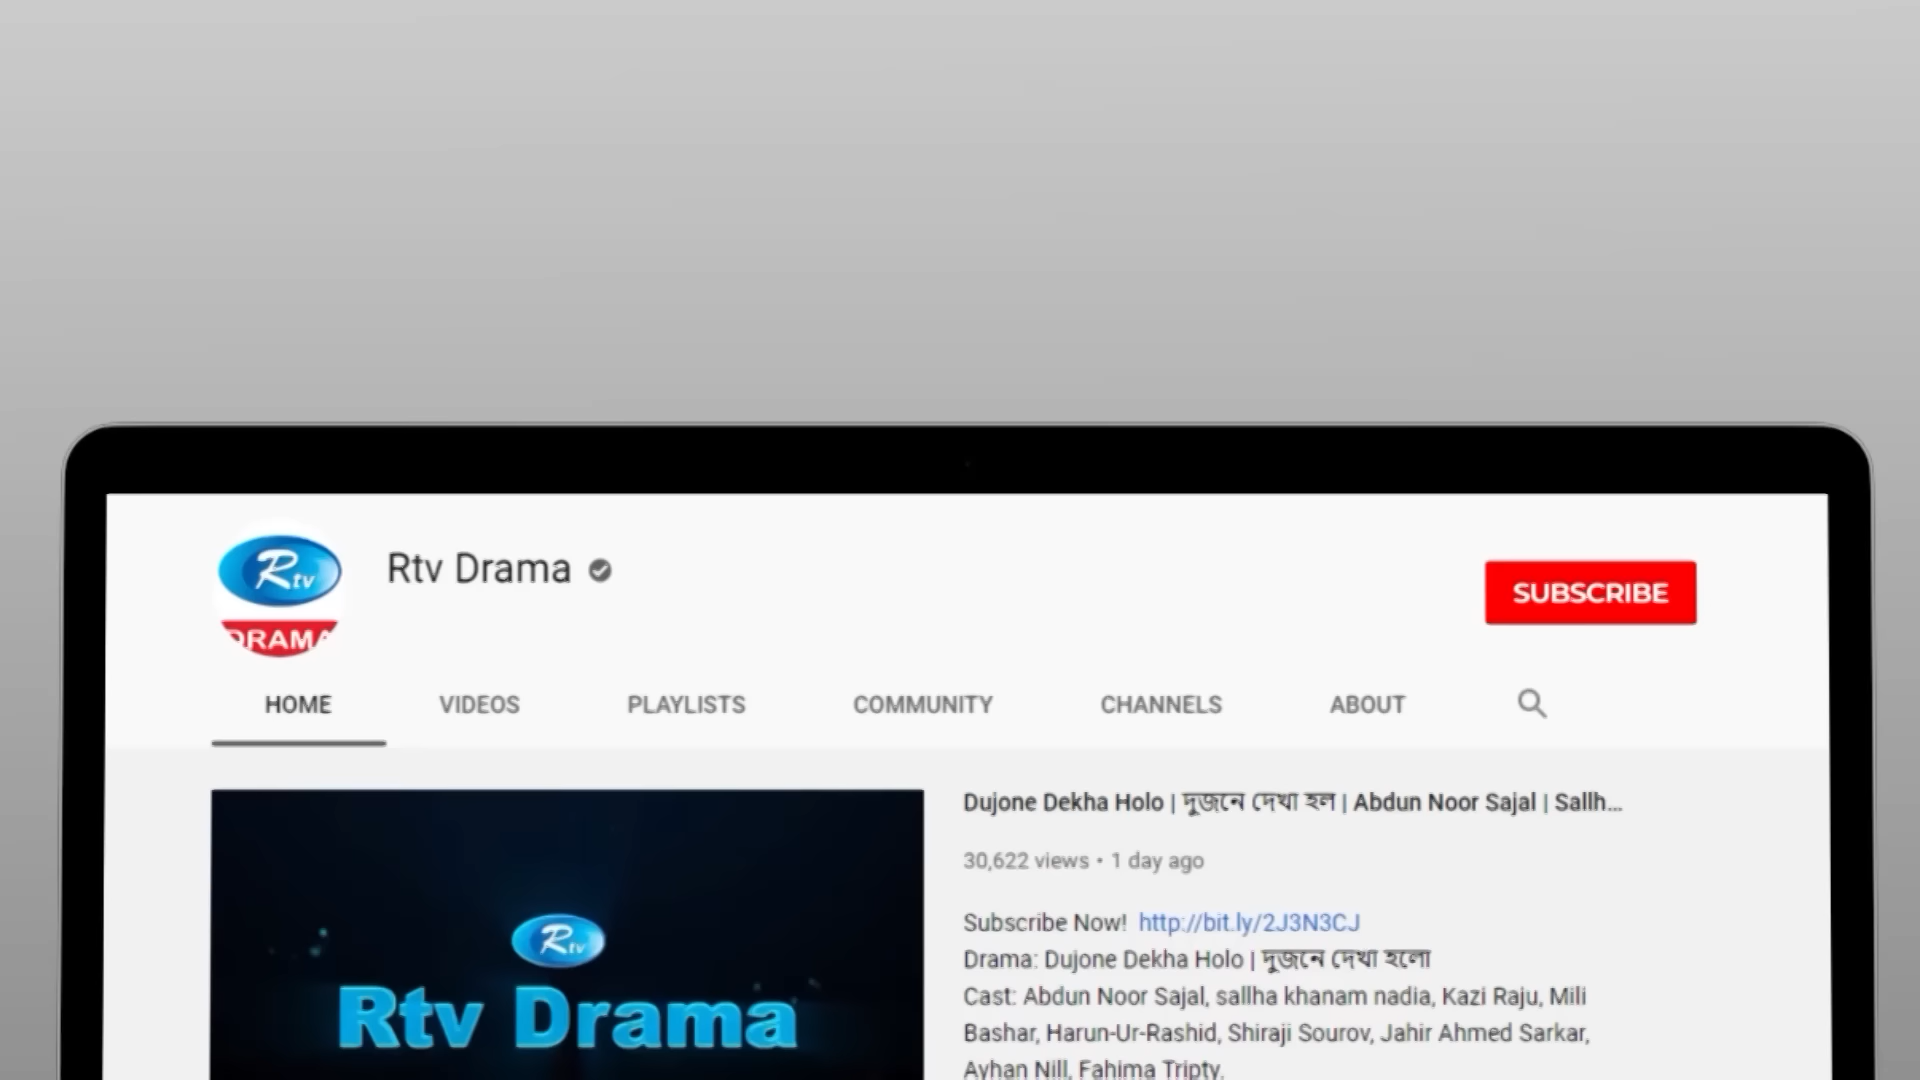 Rtv
DRAMA
Rtv Drama
SUBSCRIBE
HOME VIDEOS PLAYLISTS COMMUNITY CHANNELS ABOUT
Rtv
Rtv Drama
Dujone Dekha Holo | দুজনে দেখা হল | Abdun Noor Sajal | Sallh...
30,622 views • 1 day ago
Subscribe Now! http://bit.ly/2J3N3CJ
Drama: Dujone Dekha Holo | দুজনে দেখা হলো
Cast: Abdun Noor Sajal, sallha khanam nadia, Kazi Raju, Mili
Bashar, Harun-Ur-Rashid, Shiraji Sourov, Jahir Ahmed Sarkar,
Ayhan Nill, Fahima Tripty.